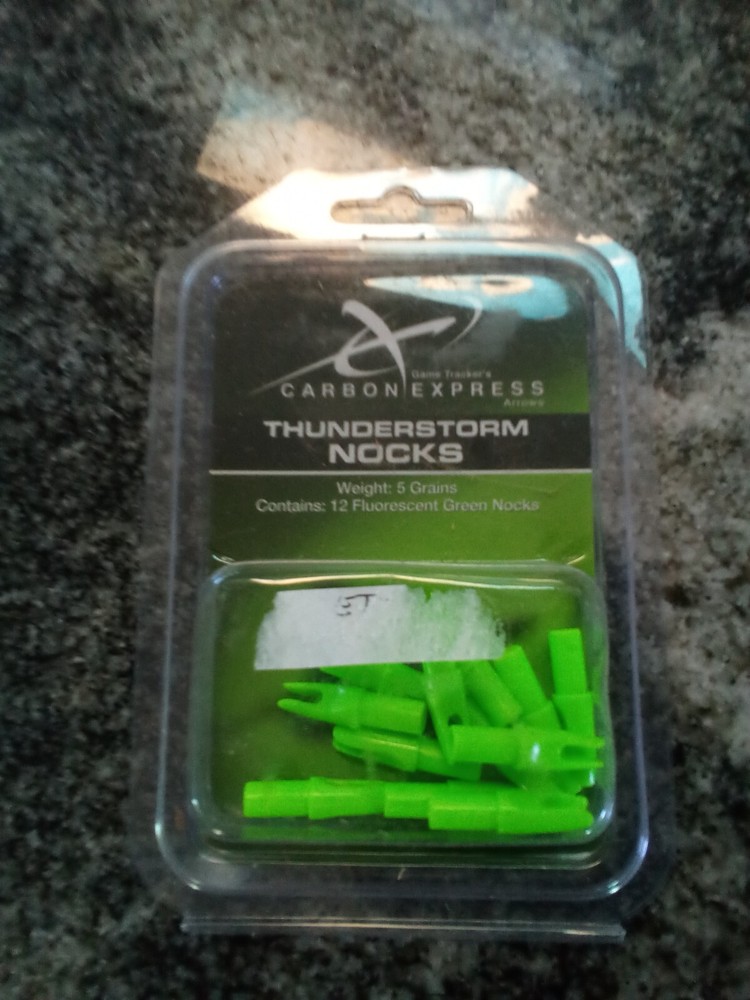 Game Tracker's
CARBON EXPRESS
Arrows
THUNDERSTORM
NOCKS
Weight: 5 Grains
Contains: 12 Fluorescent Green Nocks